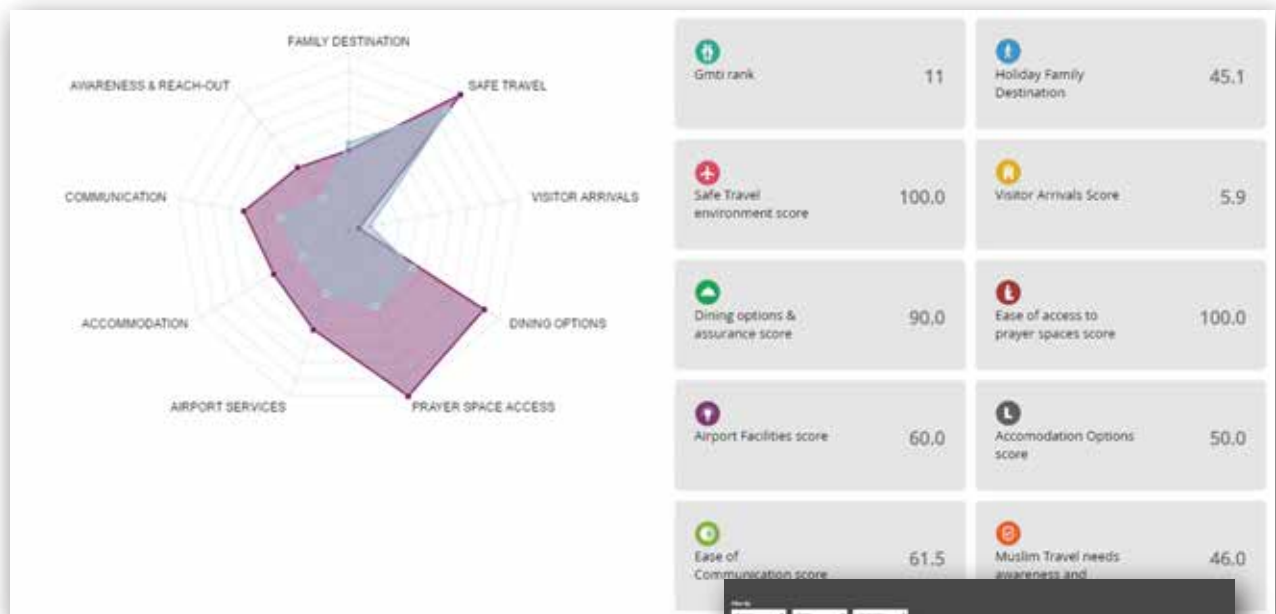 FAMILY DESTINATION
AWARENESS & REACH-OUT
SAFE TRAVEL
COMMUNICATION
VISITOR ARRIVALS
ACCOMMODATION
DINING OPTIONS
AIRPORT SERVICES
PRAYER SPACE ACCESS
Gmti rank
11
Holiday Family
Destination
45.1
Safe Travel
environment score
100.0
Visitor Arrivals Score
5.9
Dining options &
assurance score
90.0
Ease of access to
prayer spaces score
100.0
Airport Facilities score
60.0
Accomodation Options
score
50.0
Ease of
Communication score
61.5
Muslim Travel needs
awareness and
46.0